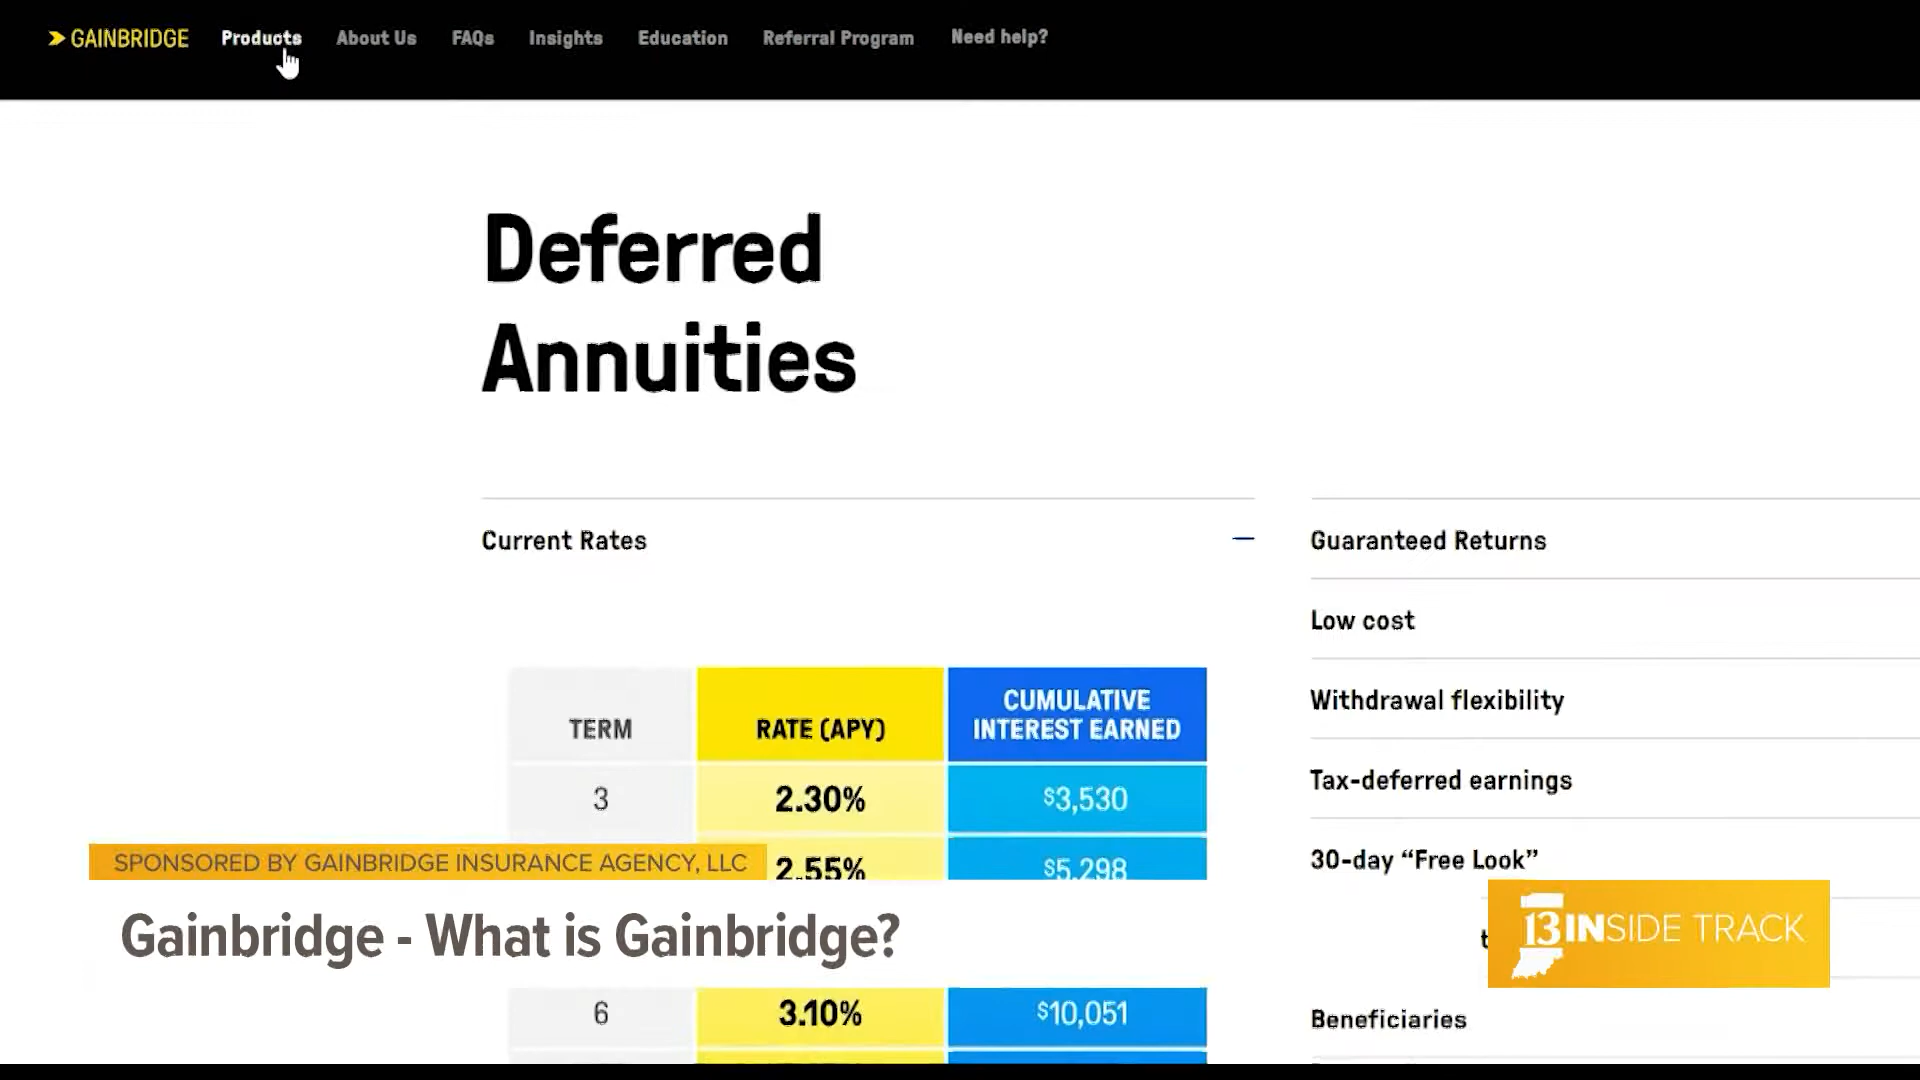 GAINBRIDGE Products About Us FAQs Insights Education Referral Program Need help?
Deferred
Annuities
Current Rates
TERM RATE (APY) CUMULATIVE INTEREST EARNED
3 2.30% $3,530
2.55% $5,298
6 3.10% $10,051
Guaranteed Returns
Low cost
Withdrawal flexibility
Tax-deferred earnings
30-day “Free Look”
Beneficiaries
SPONSORED BY GAINBRIDGE INSURANCE AGENCY, LLC
Gainbridge - What is Gainbridge?
13 INSIDE TRACK